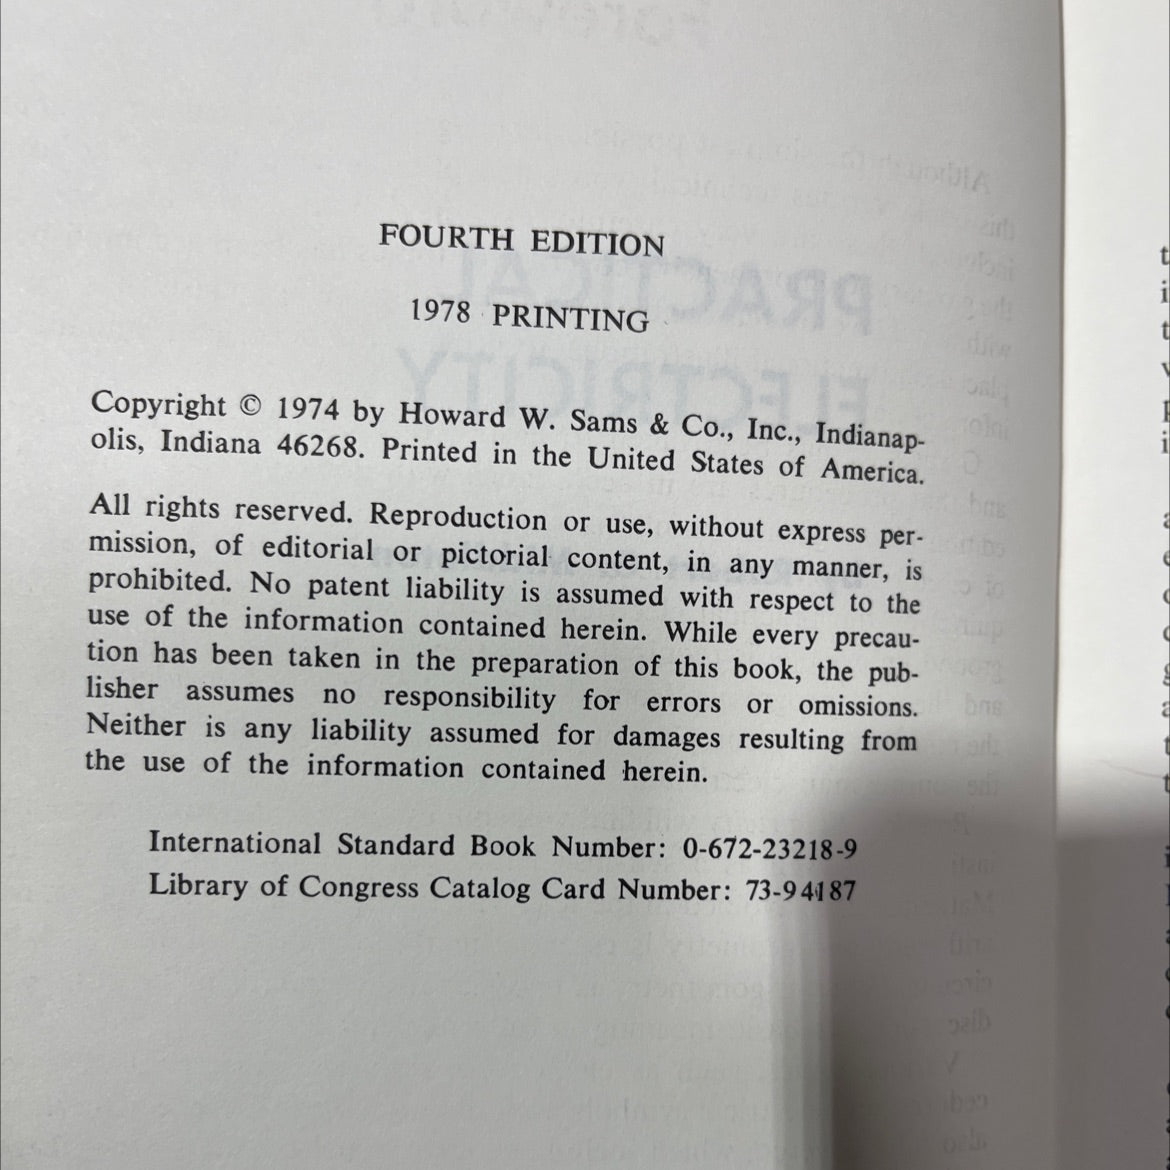 FOURTH EDITION
1978 PRINTING
Copyright © 1974 by Howard W. Sams & Co., Inc., Indianap-
olis, Indiana 46268. Printed in the United States of America.
All rights reserved. Reproduction or use, without express per-
mission, of editorial or pictorial content, in any manner, is
prohibited. No patent liability is assumed with respect to the
use of the information contained herein. While every precau-
tion has been taken in the preparation of this book, the pub-
lisher assumes no responsibility for errors or omissions.
Neither is any liability assumed for damages resulting from
the use of the information contained herein.
International Standard Book Number: 0-672-23218-9
Library of Congress Catalog Card Number: 73-94187